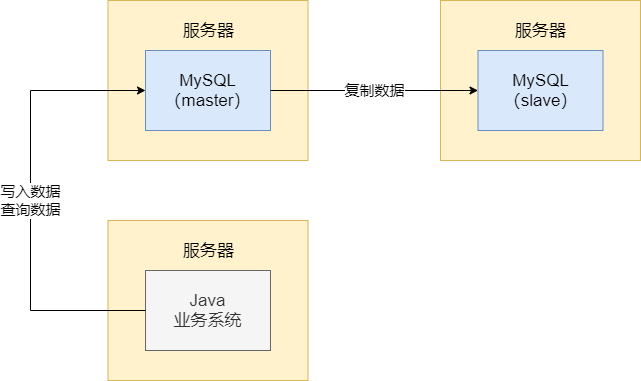 服务器
MySQL
（master）
复制数据
服务器
MySQL
（slave）
写入数据
查询数据
服务器
Java
业务系统